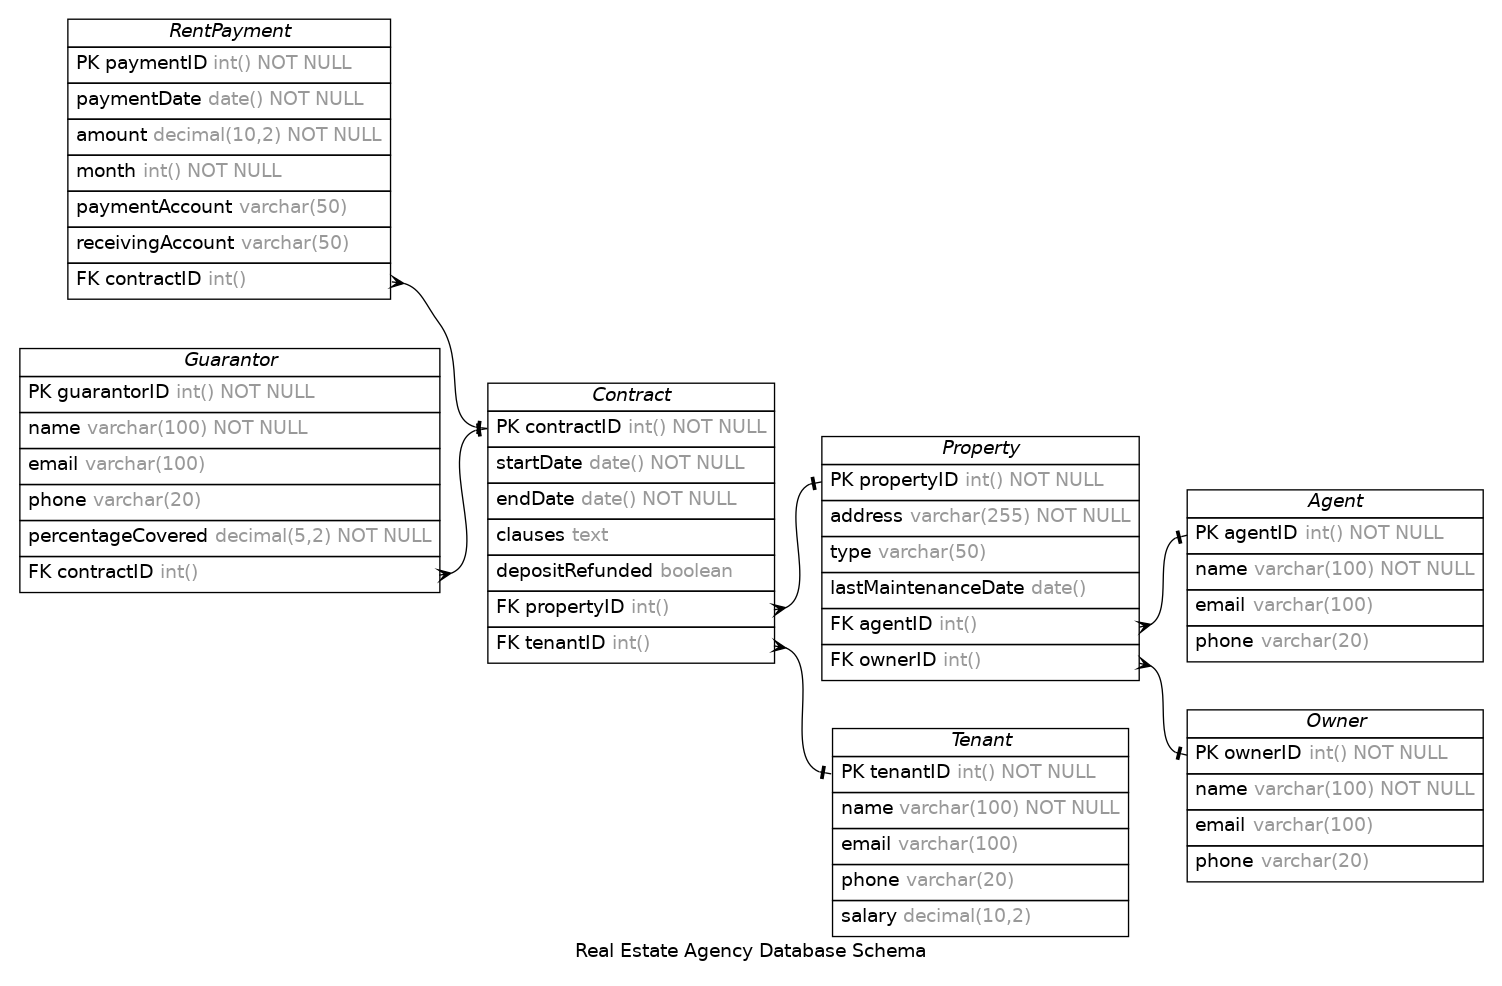 RentPayment
PK paymentID int() NOT NULL
paymentDate date() NOT NULL
amount decimal(10,2) NOT NULL
month int() NOT NULL
paymentAccount varchar(50)
receivingAccount varchar(50)
FK contractID int()
Guarantor
PK guarantorID int() NOT NULL
name varchar(100) NOT NULL
email varchar(100)
phone varchar(20)
percentageCovered decimal(5,2) NOT NULL
FK contractID int()
Contract
PK contractID int() NOT NULL
startDate date() NOT NULL
endDate date() NOT NULL
clauses text
depositRefunded boolean
FK propertyID int()
FK tenantID int()
Property
PK propertyID int() NOT NULL
address varchar(255) NOT NULL
type varchar(50)
lastMaintenanceDate date()
FK agentID int()
FK ownerID int()
Tenant
PK tenantID int() NOT NULL
name varchar(100) NOT NULL
email varchar(100)
phone varchar(20)
salary decimal(10,2)
Agent
PK agentID int() NOT NULL
name varchar(100) NOT NULL
email varchar(100)
phone varchar(20)
Owner
PK ownerID int() NOT NULL
name varchar(100) NOT NULL
email varchar(100)
phone varchar(20)
Real Estate Agency Database Schema